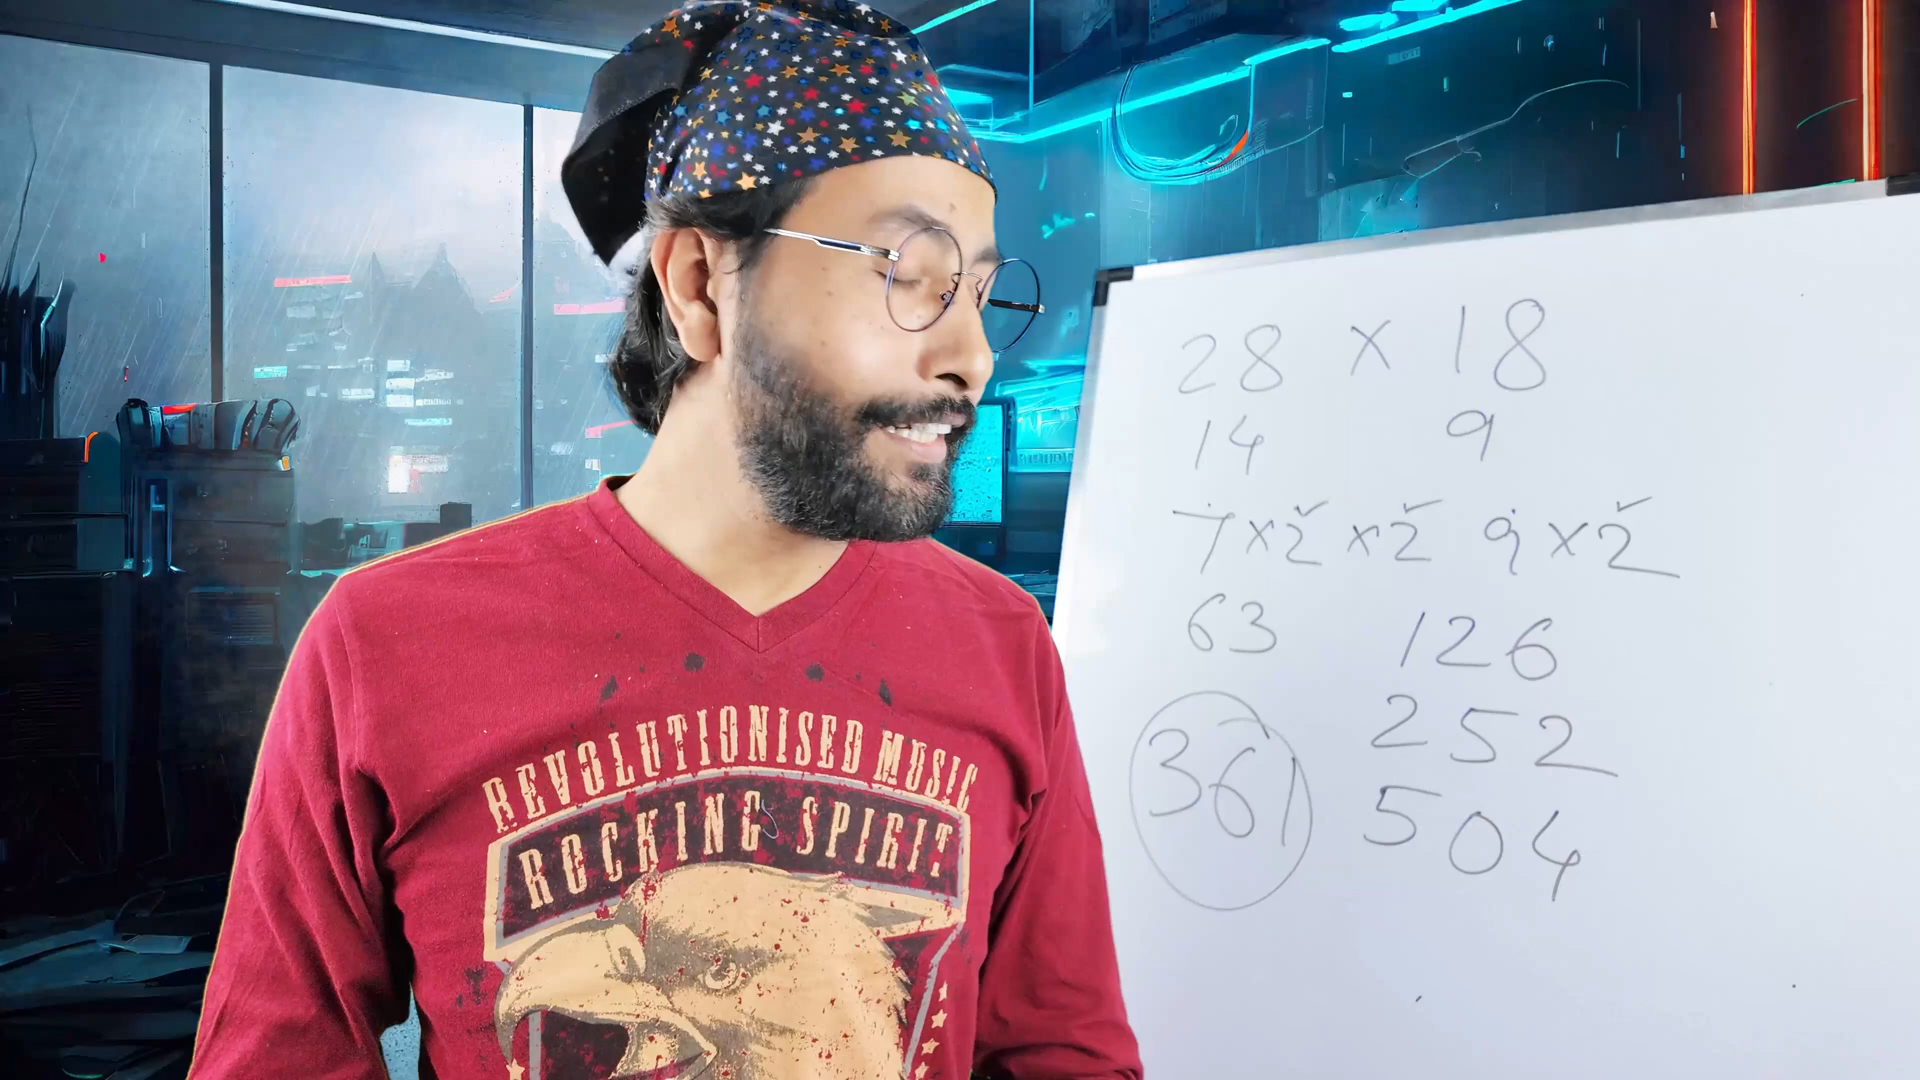 REVOLUTIONISED MUSIC
ROCKING SPIRIT
28 × 18
14 9
7×2×2 9×2
63 126
252
361
504